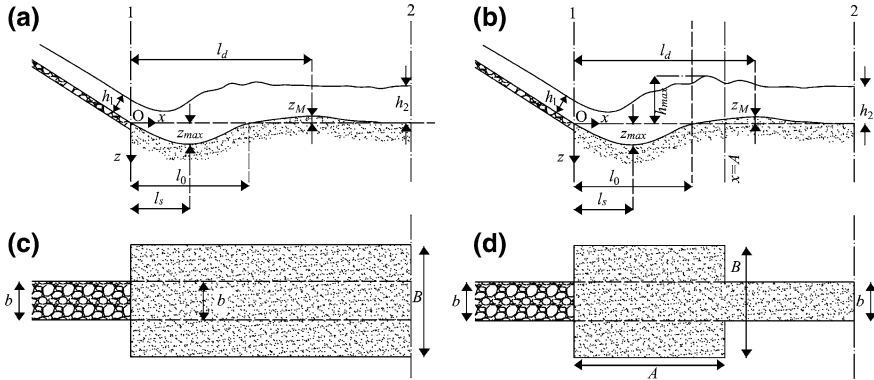 (a)
1
2
l_d
h_1
O
x
z_max
z_M
h_2
z
l_0
l_s
(b)
1
2
l_d
h_1
O
x
h_max
z_max
z_M
h_2
z
x=A
l_0
l_s
(c)
b
b
B
(d)
b
B
b
A